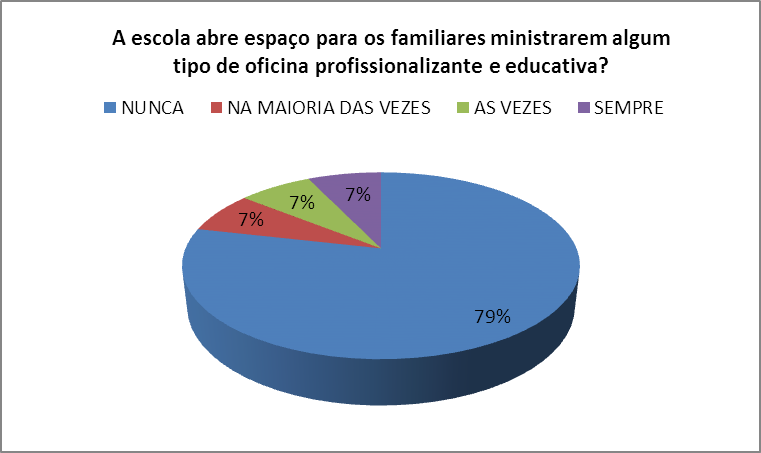 A escola abre espaço para os familiares ministrarem algum
tipo de oficina profissionalizante e educativa?
NUNCA NA MAIORIA DAS VEZES AS VEZES SEMPRE
7%
7%
7%
79%